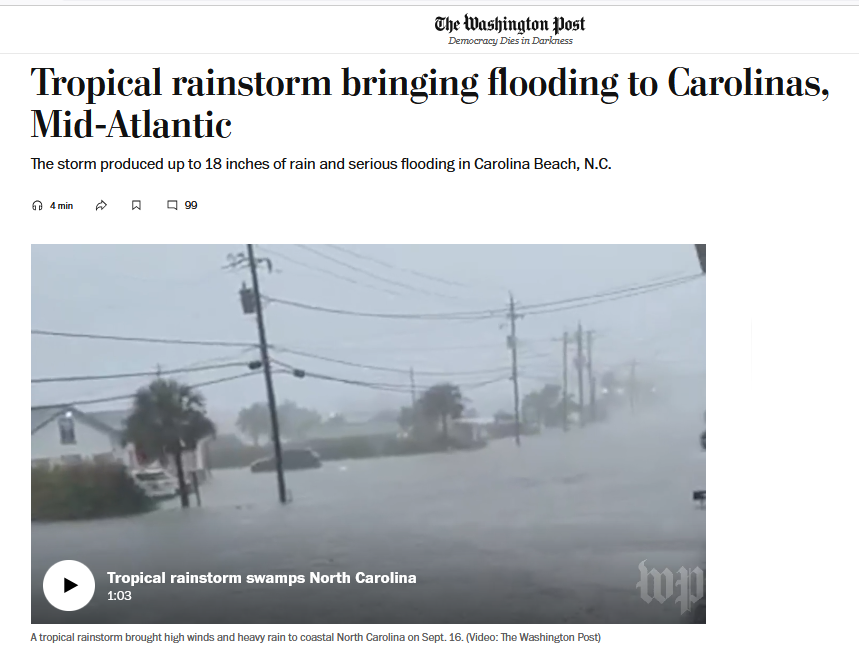 The Washington Post
Democracy Dies in Darkness
Tropical rainstorm bringing flooding to Carolinas,
Mid-Atlantic
The storm produced up to 18 inches of rain and serious flooding in Carolina Beach, N.C.
4 min
99
wp
Tropical rainstorm swamps North Carolina
1:03
A tropical rainstorm brought high winds and heavy rain to coastal North Carolina on Sept. 16. (Video: The Washington Post)